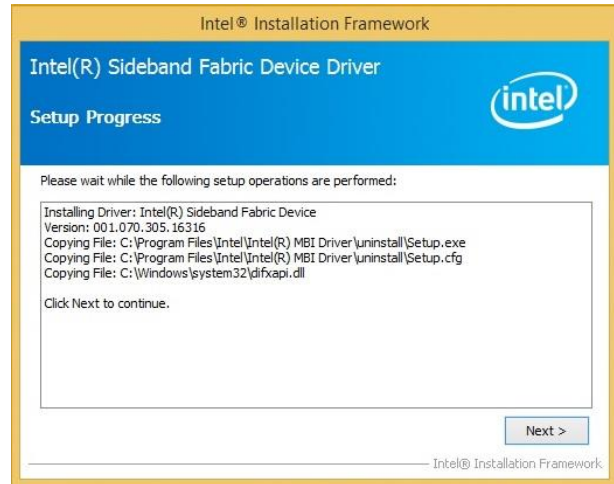 Intel® Installation Framework
Intel(R) Sideband Fabric Device Driver
Setup Progress
intel
Please wait while the following setup operations are performed:
Installing Driver: Intel(R) Sideband Fabric Device
Version: 001.070.305.16316
Copying File: C:\Program Files\Intel\Intel(R) MBI Driver\uninstall\Setup.exe
Copying File: C:\Program Files\Intel\Intel(R) MBI Driver\uninstall\Setup.cfg
Copying File: C:\Windows\system32\difxapi.dll
Click Next to continue.
Next >
Intel® Installation Framework